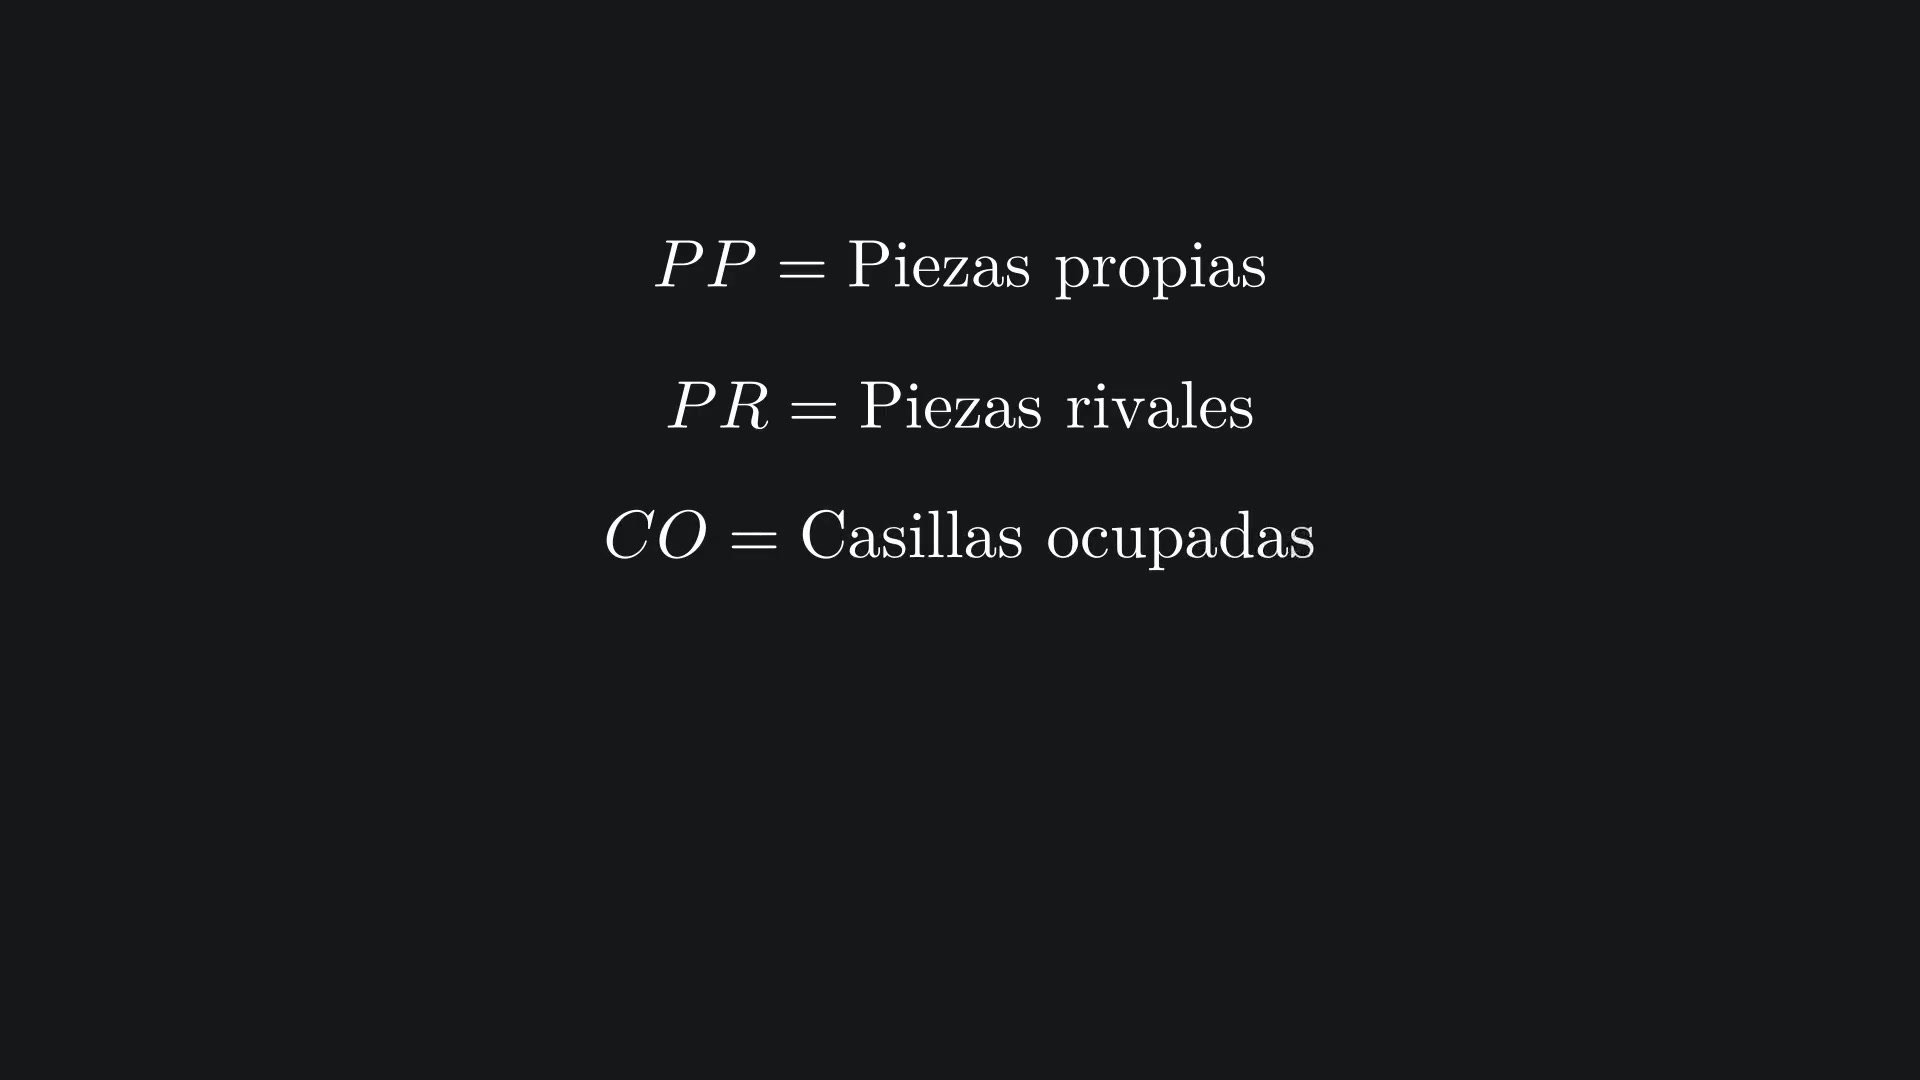 PP = Piezas propias
PR = Piezas rivales
CO = Casillas ocupadas